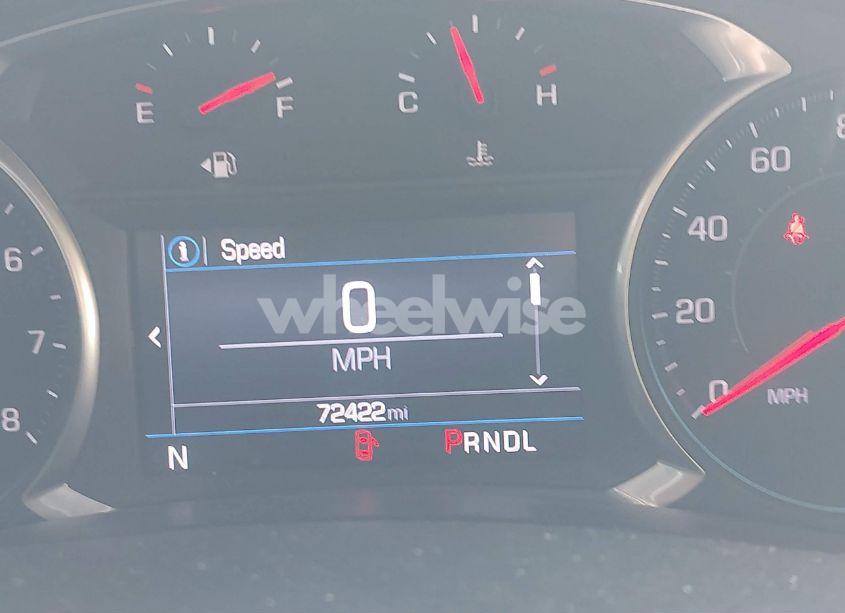 E F
C H
60
40
20
0
MPH
6
7
8
i Speed
0
MPH
72422 mi
N
PRNDL
wheelwise